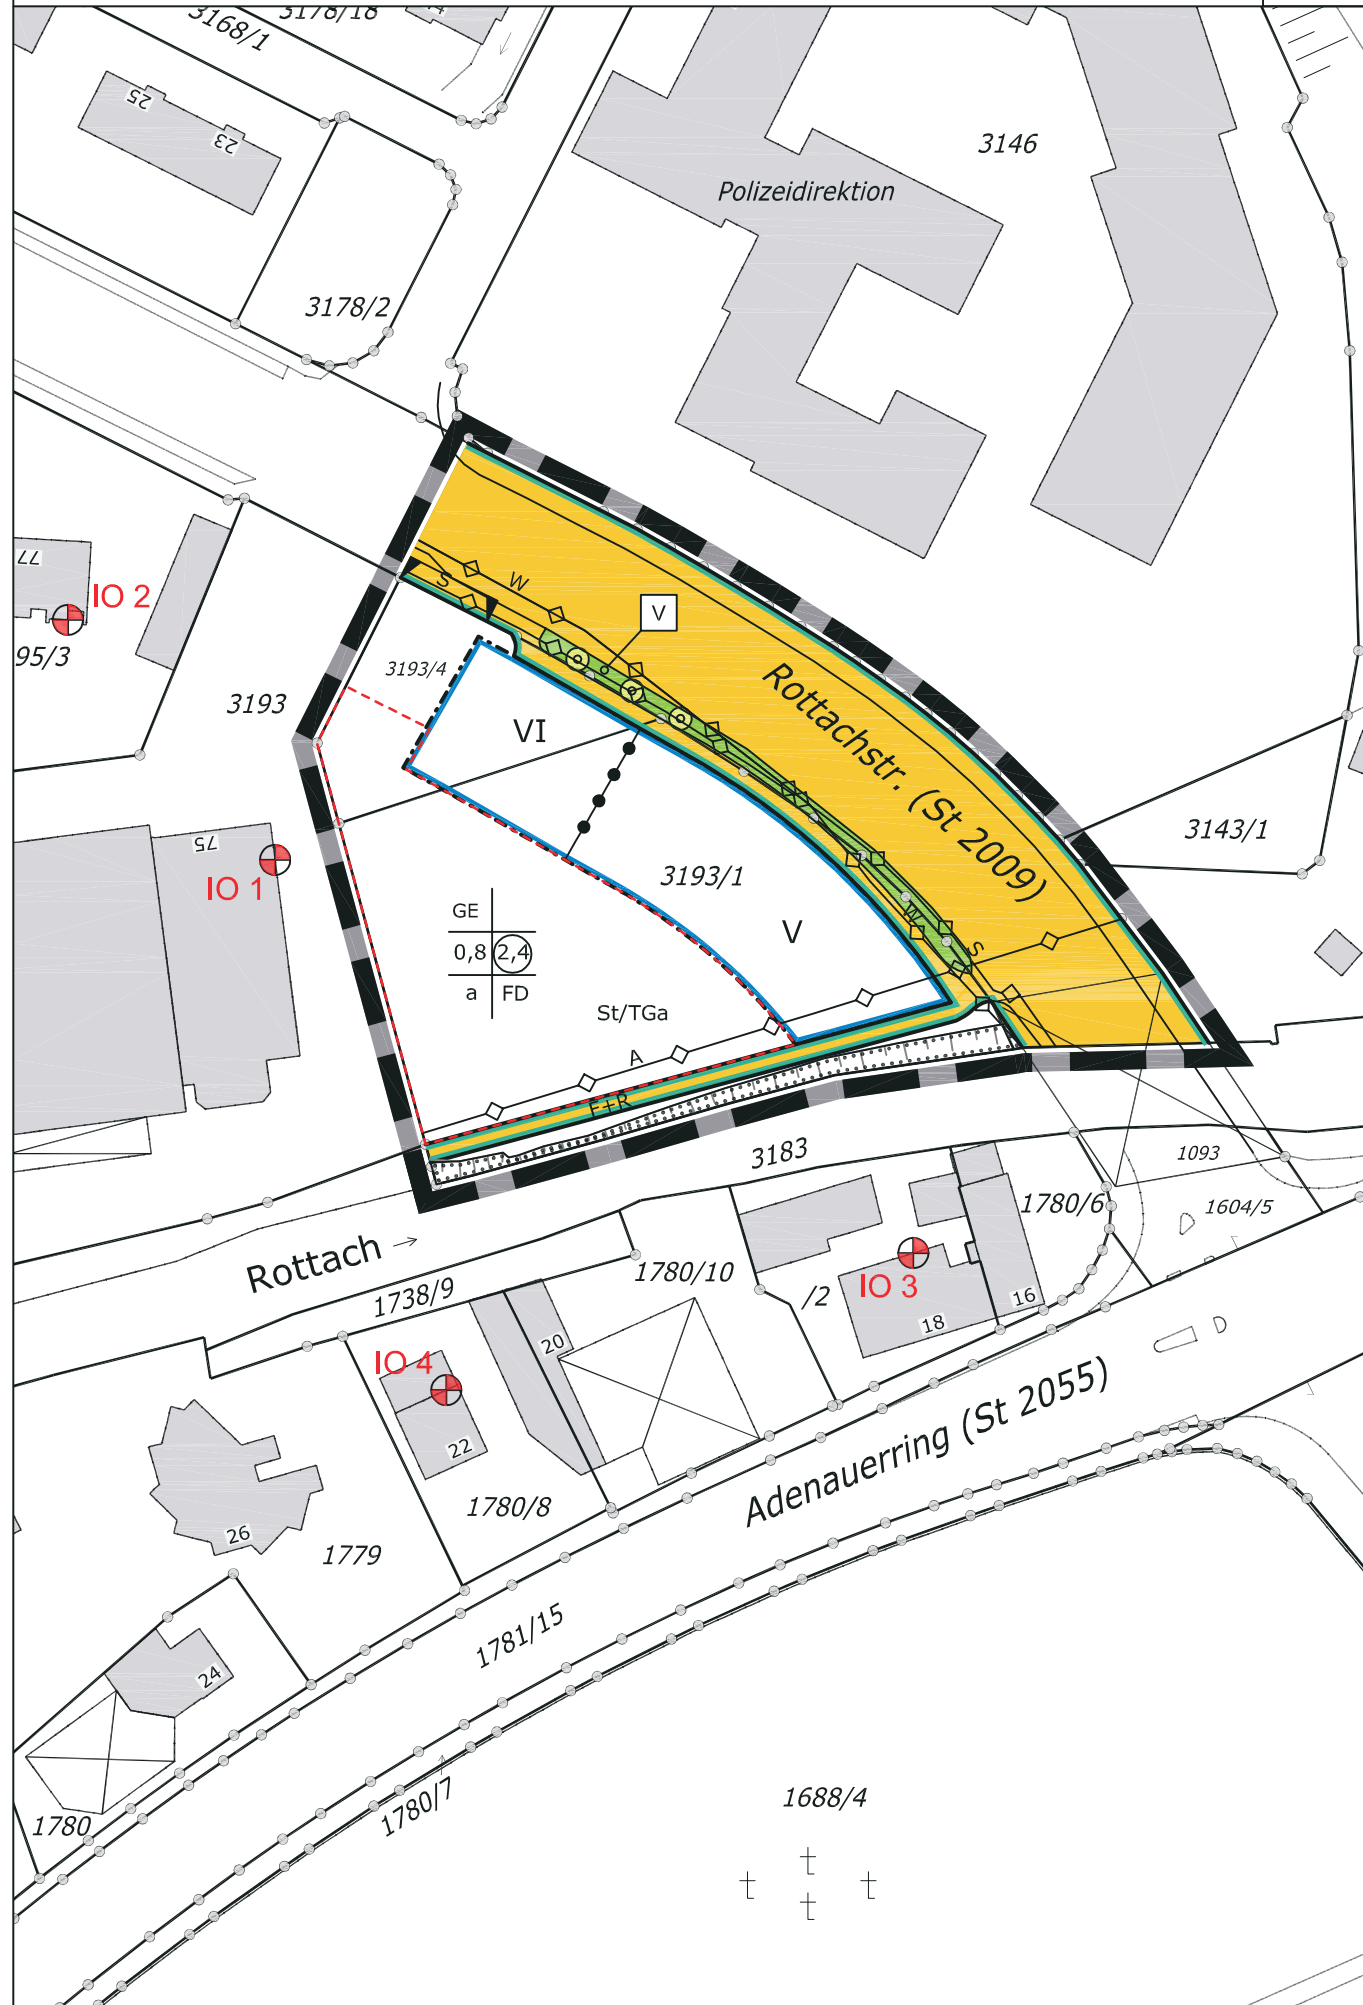 3168/1
3178/18
14
25
23
3146
Polizeidirektion
3178/2
77
IO 2
95/3
S
W
V
3193/4
3193
VI
Rottachstr. (St 2009)
3143/1
75
IO 1
3193/1
GE
0,8
2,4
a
FD
V
W
S
St/TGa
A
F+R
3183
1093
1780/6
1604/5
Rottach →
1780/10
/2
IO 3
1738/9
16
18
20
IO 4
22
Adenauerring (St 2055)
1780/8
26
1779
1781/15
24
1780/7
1688/4
1780